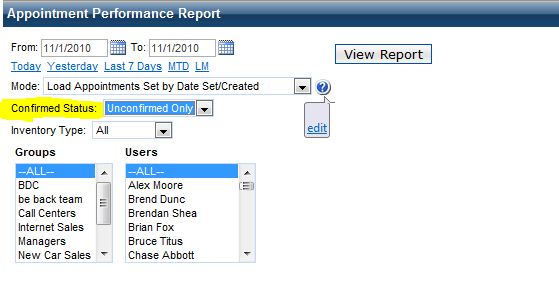 Appointment Performance Report
From: 11/1/2010 To: 11/1/2010
View Report
Today Yesterday Last 7 Days MTD LM
Mode: Load Appointments Set by Date Set/Created ?
Confirmed Status: Unconfirmed Only
edit
Inventory Type: All
Groups Users
--ALL-- --ALL--
BDC Alex Moore
be back team Brend Dunc
Call Centers Brendan Shea
Internet Sales Brian Fox
Managers Bruce Titus
New Car Sales Chase Abbott